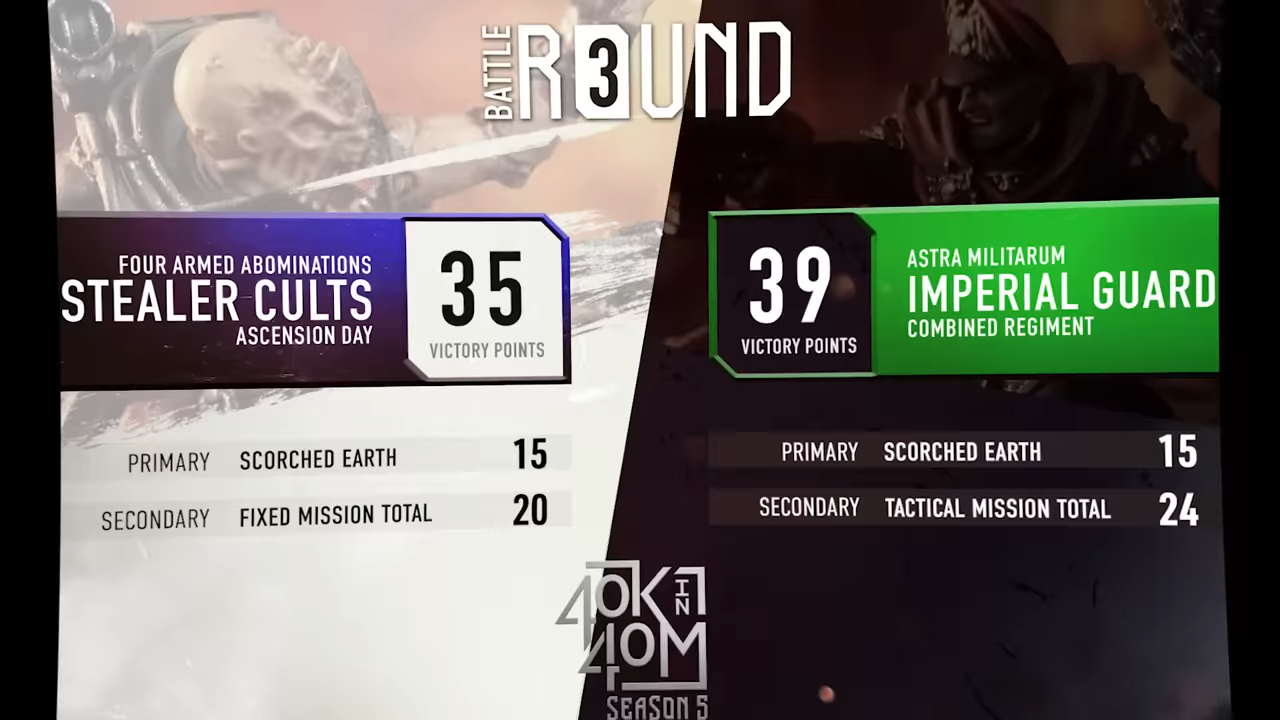 BATTLE
R3UND
FOUR ARMED ABOMINATIONS
STEALER CULTS
ASCENSION DAY
35
VICTORY POINTS
39
VICTORY POINTS
ASTRA MILITARUM
IMPERIAL GUARD
COMBINED REGIMENT
PRIMARY SCORCHED EARTH 15
SECONDARY FIXED MISSION TOTAL 20
PRIMARY SCORCHED EARTH 15
SECONDARY TACTICAL MISSION TOTAL 24
40K IN
40M
SEASON 5